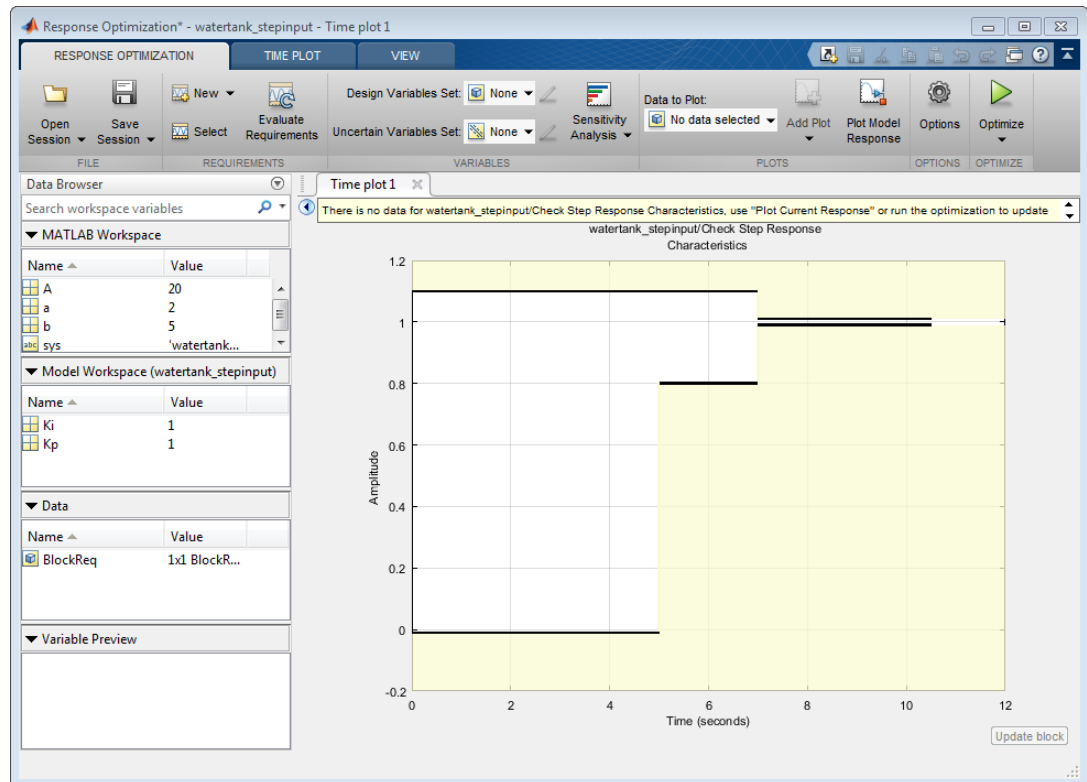 Response Optimization* - watertank_stepinput - Time plot 1
RESPONSE OPTIMIZATION
TIME PLOT
VIEW
Open Session
Save Session
New
Select
Evaluate Requirements
Design Variables Set:
None
Uncertain Variables Set:
None
Sensitivity Analysis
Data to Plot:
No data selected
Add Plot
Plot Model Response
Options
Optimize
FILE
REQUIREMENTS
VARIABLES
PLOTS
OPTIONS
OPTIMIZE
Data Browser
Search workspace variables
MATLAB Workspace
Name Value
A 20
a 2
b 5
abc sys 'watertank...
Model Workspace (watertank_stepinput)
Name Value
Ki 1
Kp 1
Data
Name Value
BlockReq 1x1 BlockR...
Variable Preview
Time plot 1
There is no data for watertank_stepinput/Check Step Response Characteristics, use "Plot Current Response" or run the optimization to update
watertank_stepinput/Check Step Response
Characteristics
1.2
1
0.8
0.6
0.4
0.2
0
-0.2
Amplitude
0 2 4 6 8 10 12
Time (seconds)
Update block